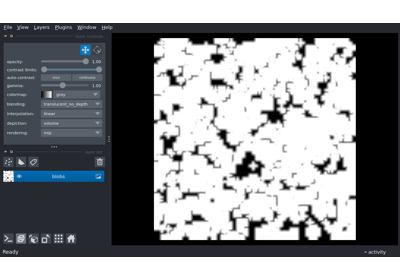 File View Layers Plugins Window Help
opacity: 1.00
contrast limits:
auto-contrast: once continuous
gamma: 1.00
colormap: gray
blending: translucent_no_depth
interpolation: linear
depiction: volume
rendering: mip
blobs
Ready activity